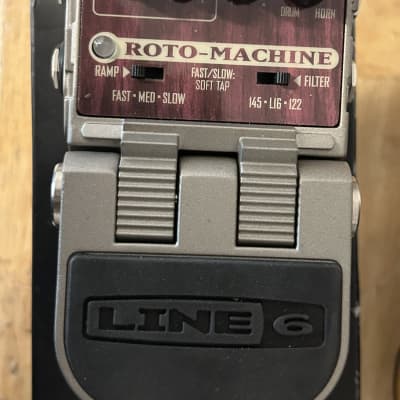 DRUM HORN
ROTO-MACHINE
RAMP FAST/SLOW: FILTER
SOFT TAP
FAST • MED • SLOW 145 • L16 • 122
LINE 6